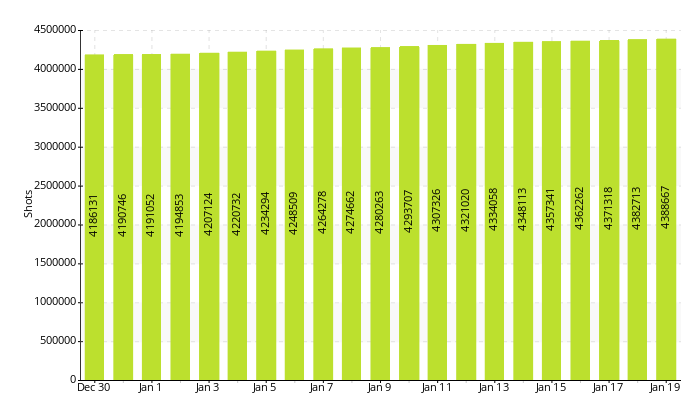 4500000
4000000
3500000
3000000
2500000
2000000
1500000
1000000
500000
0
Shots
4186131
4190746
4191052
4194853
4207124
4220732
4234294
4248509
4264278
4274662
4280263
4293707
4307326
4321020
4334058
4348113
4357341
4362262
4371318
4382713
4388667
Dec 30
Jan 1
Jan 3
Jan 5
Jan 7
Jan 9
Jan 11
Jan 13
Jan 15
Jan 17
Jan 19